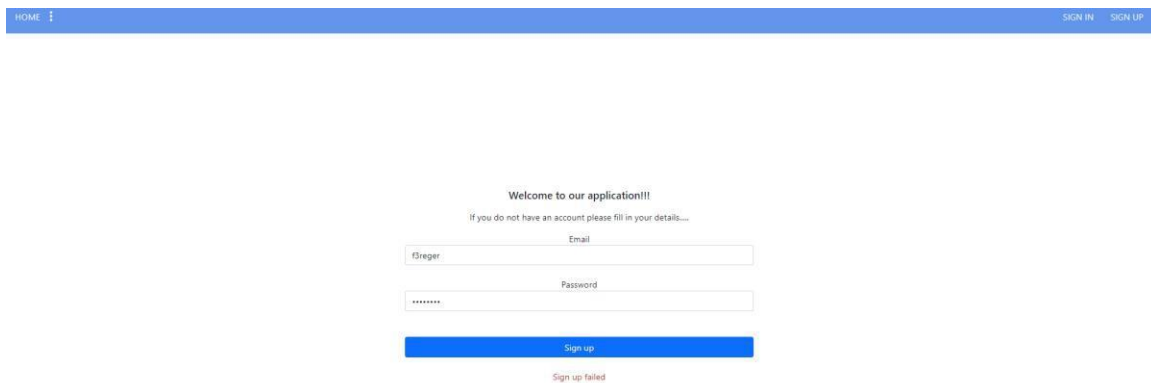 HOME
SIGN IN SIGN UP
Welcome to our application!!!
If you do not have an account please fill in your details....
Email
f3reger
Password
••••••••
Sign up
Sign up failed